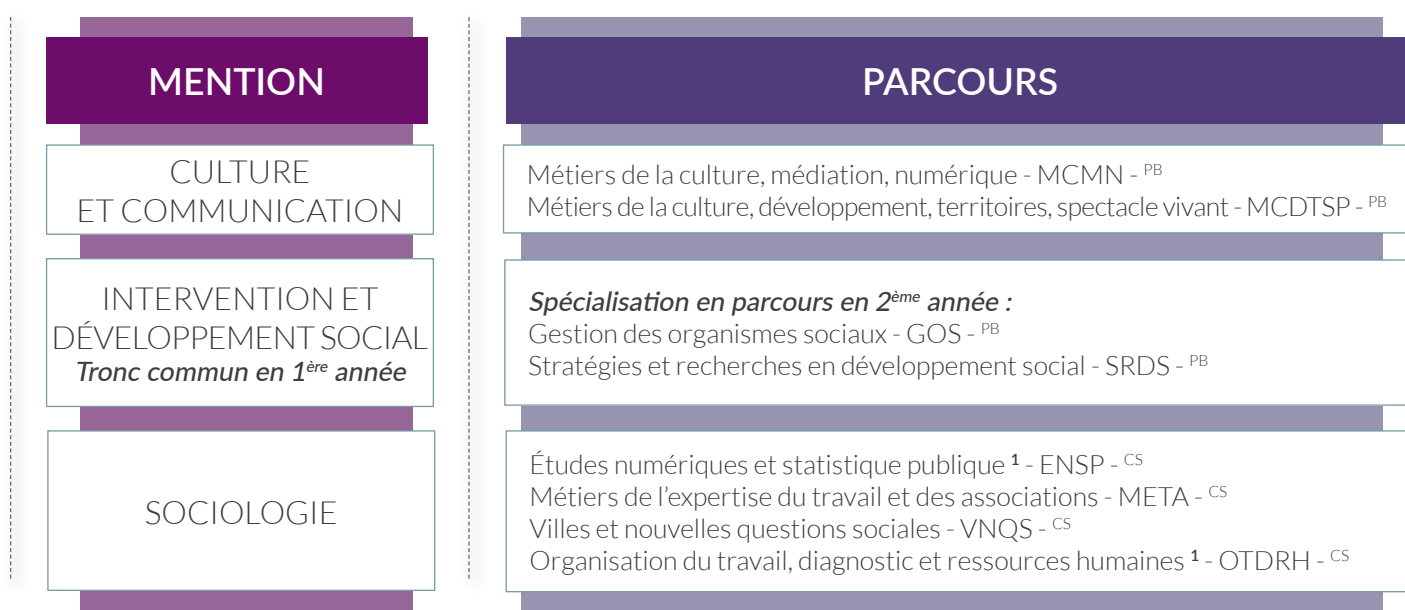 MENTION
PARCOURS
CULTURE
ET COMMUNICATION
Métiers de la culture, médiation, numérique - MCMN - PB
Métiers de la culture, développement, territoires, spectacle vivant - MCDTSP - PB
INTERVENTION ET
DÉVELOPPEMENT SOCIAL
Tronc commun en 1ère année
Spécialisation en parcours en 2ème année :
Gestion des organismes sociaux - GOS - PB
Stratégies et recherches en développement social - SRDS - PB
SOCIOLOGIE
Études numériques et statistique publique 1 - ENSP - CS
Métiers de l'expertise du travail et des associations - META - CS
Villes et nouvelles questions sociales - VNQS - CS
Organisation du travail, diagnostic et ressources humaines 1 - OTDRH - CS